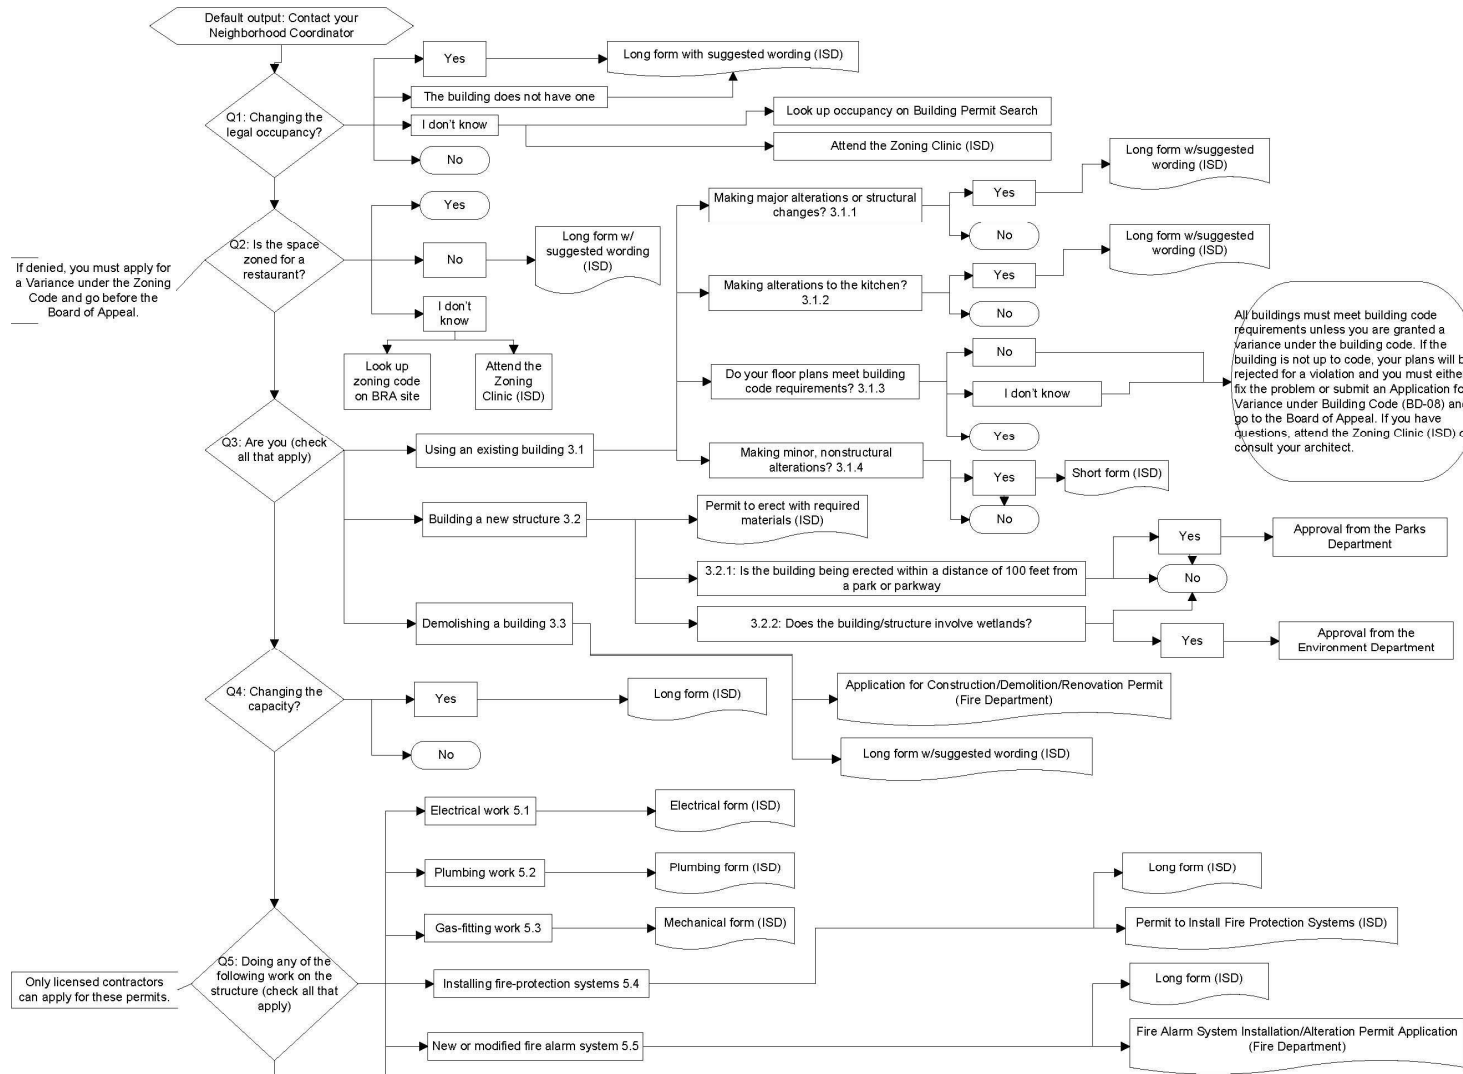 Default output: Contact your
Neighborhood Coordinator
Q1: Changing the
legal occupancy?
Yes
Long form with suggested wording (ISD)
The building does not have one
I don't know
Look up occupancy on Building Permit Search
Attend the Zoning Clinic (ISD)
No
Q2: Is the space
zoned for a
restaurant?
If denied, you must apply for
a Variance under the Zoning
Code and go before the
Board of Appeal.
Yes
No
Long form w/
suggested wording
(ISD)
I don't
know
Look up
zoning code
on BRA site
Attend the
Zoning
Clinic (ISD)
Q3: Are you (check
all that apply)
Using an existing building 3.1
Making major alterations or structural
changes? 3.1.1
Yes
Long form w/suggested
wording (ISD)
No
Making alterations to the kitchen?
3.1.2
Yes
Long form w/suggested
wording (ISD)
No
Do your floor plans meet building
code requirements? 3.1.3
No
I don't know
Yes
All buildings must meet building code
requirements unless you are granted a
variance under the building code. If the
building is not up to code, your plans will b
rejected for a violation and you must eithe
fix the problem or submit an Application fo
Variance under Building Code (BD-08) an
go to the Board of Appeal. If you have
questions, attend the Zoning Clinic (ISD) o
consult your architect.
Making minor, nonstructural
alterations? 3.1.4
Yes
Short form (ISD)
No
Building a new structure 3.2
Permit to erect with required
materials (ISD)
3.2.1: Is the building being erected within a distance of 100 feet from
a park or parkway
Yes
Approval from the Parks
Department
No
3.2.2: Does the building/structure involve wetlands?
Yes
Approval from the
Environment Department
Demolishing a building 3.3
Application for Construction/Demolition/Renovation Permit
(Fire Department)
Long form w/suggested wording (ISD)
Q4: Changing the
capacity?
Yes
Long form (ISD)
No
Q5: Doing any of the
following work on the
structure (check all that
apply)
Only licensed contractors
can apply for these permits.
Electrical work 5.1
Electrical form (ISD)
Plumbing work 5.2
Plumbing form (ISD)
Gas-fitting work 5.3
Mechanical form (ISD)
Installing fire-protection systems 5.4
Long form (ISD)
Permit to Install Fire Protection Systems (ISD)
New or modified fire alarm system 5.5
Long form (ISD)
Fire Alarm System Installation/Alteration Permit Application
(Fire Department)